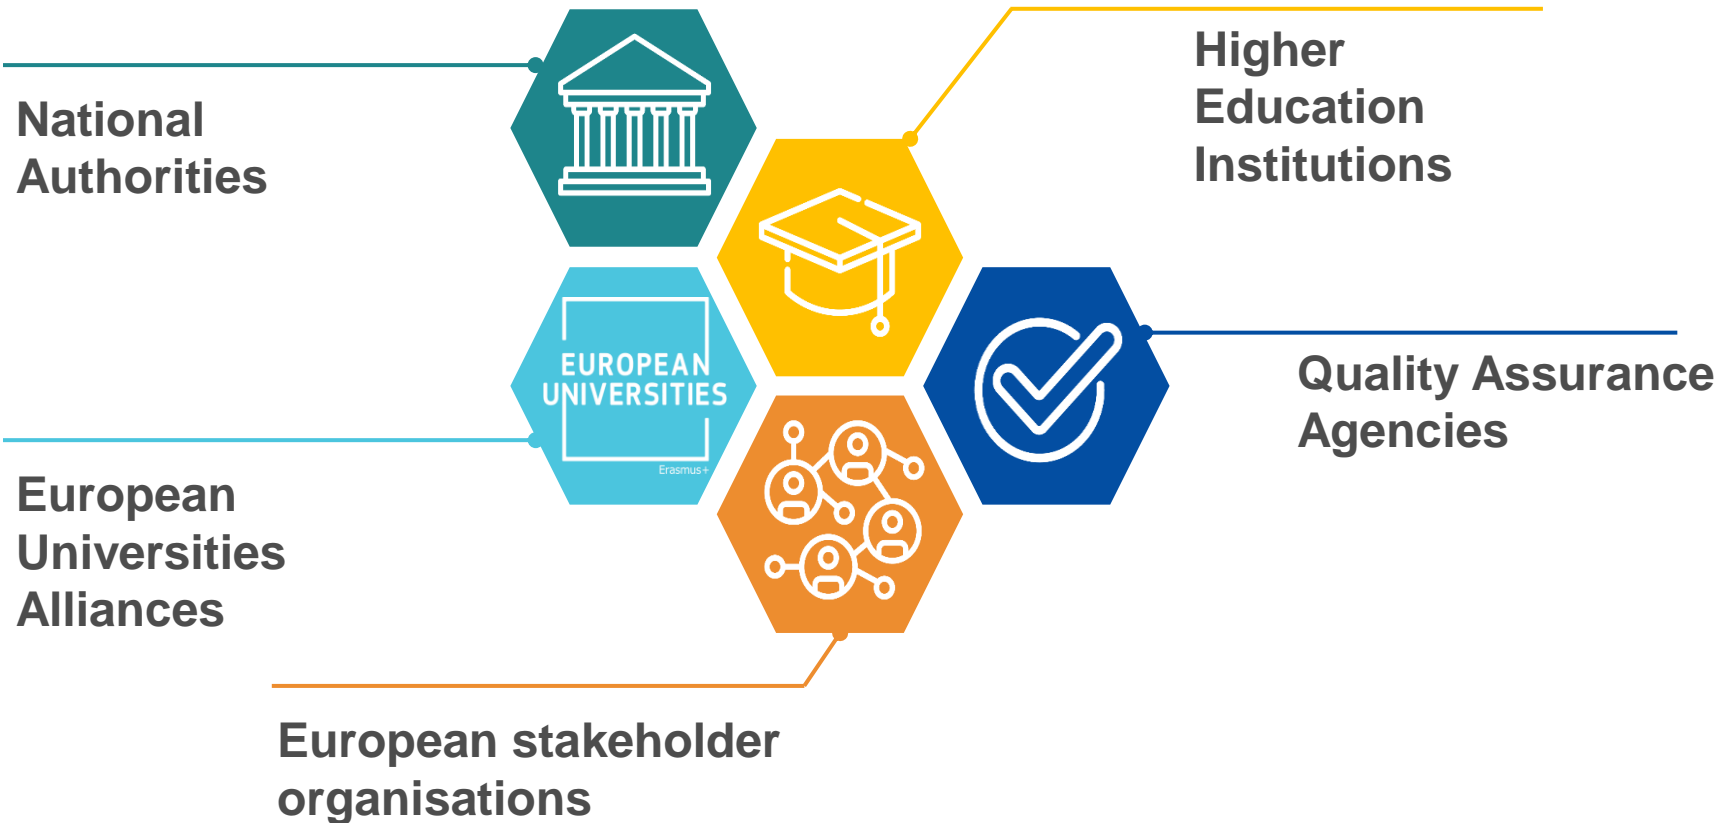 National
Authorities
Higher
Education
Institutions
EUROPEAN
UNIVERSITIES
Erasmus+
Quality Assurance
Agencies
European
Universities
Alliances
European stakeholder
organisations